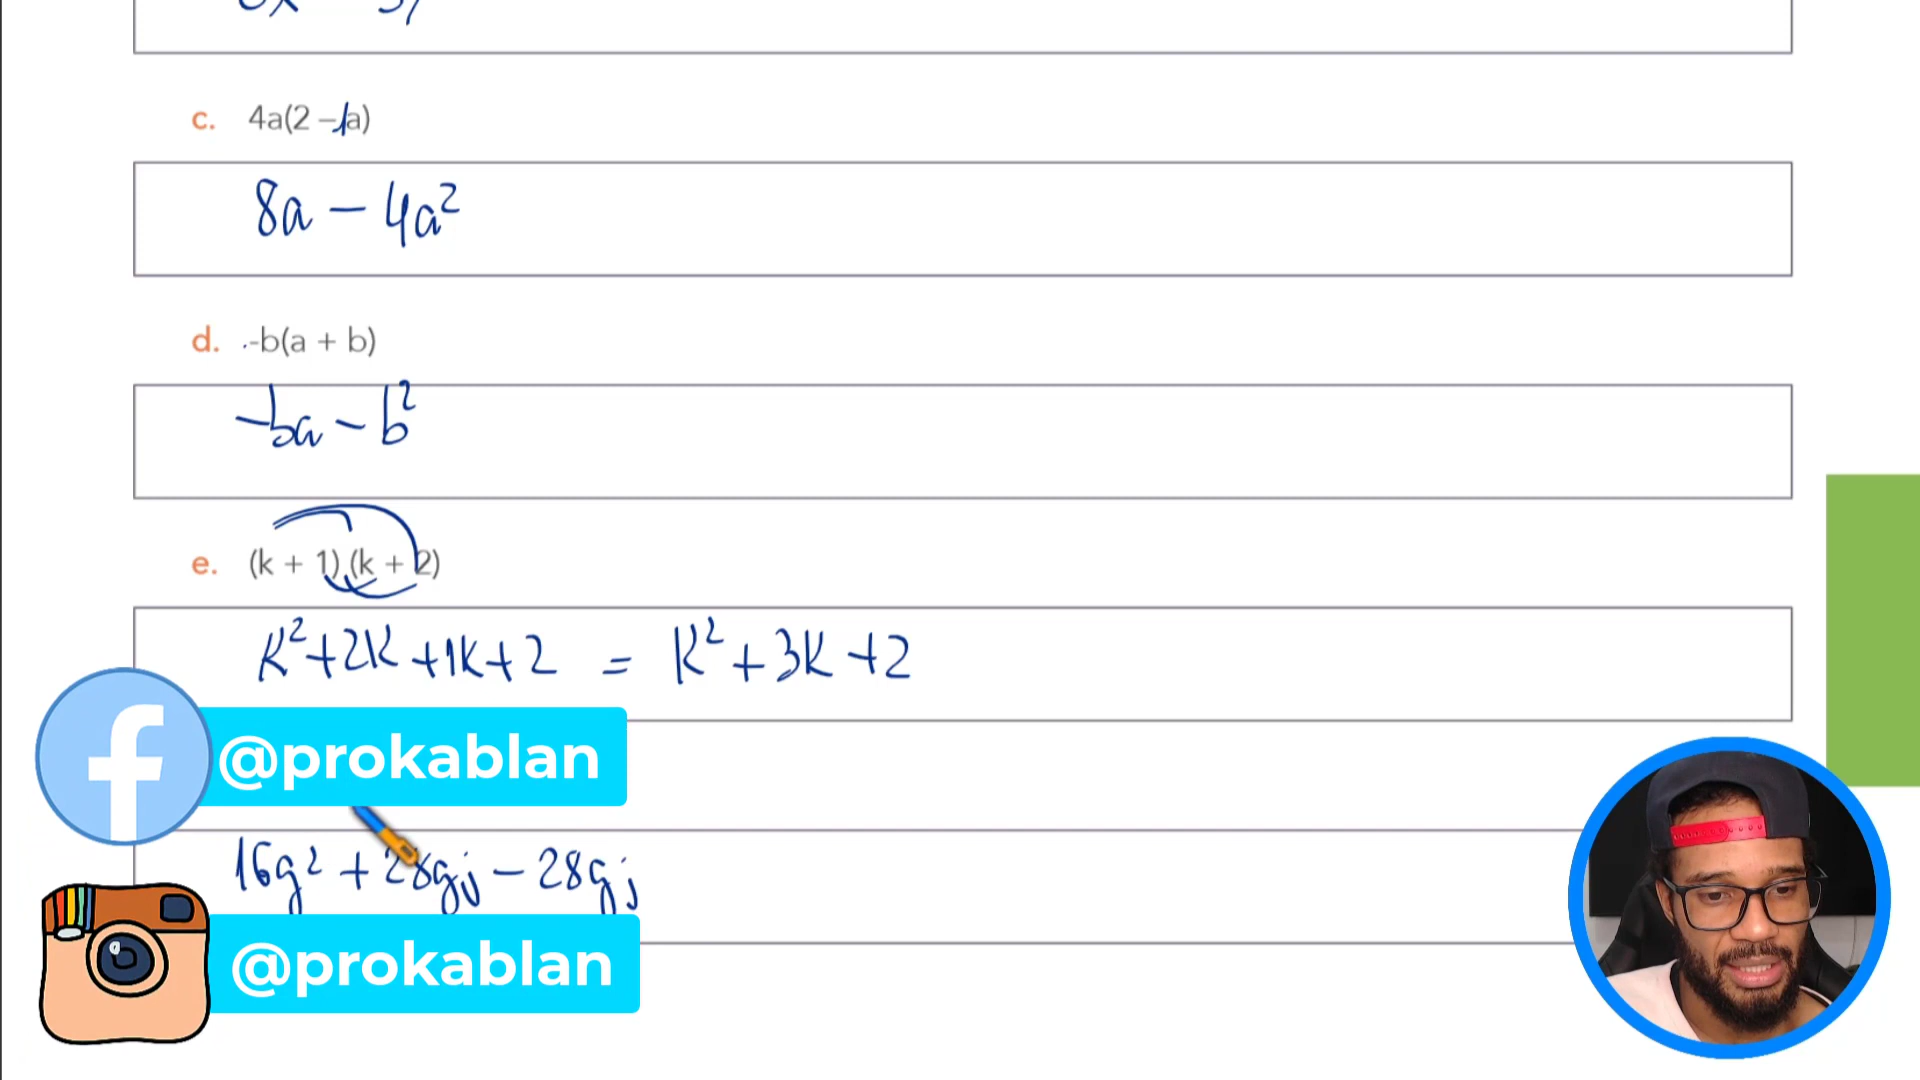 c. 4a(2 – 1a)
8a – 4a²
d. -b(a + b)
-ba – b²
e. (k + 1).(k + 2)
K² + 2K + 1K + 2 = K² + 3K + 2
@prokablan
16g² + 28gj – 28gj
@prokablan